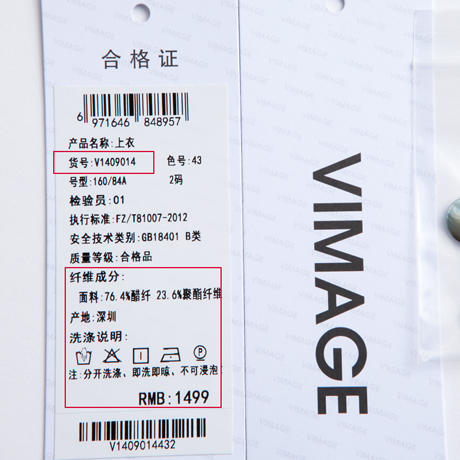 合格证
6 971646 848957
产品名称:上衣
货号:V1409014 色号:43
号型:160/84A 2码
检验员:01
执行标准:FZ/T81007-2012
安全技术类别:GB18401 B类
质量等级:合格品
纤维成分:
面料:76.4%醋纤 23.6%聚酯纤维
产地:深圳
洗涤说明:
注:分开洗涤、即洗即晾、不可浸泡
RMB:1499
V1409014432
VIMAGE